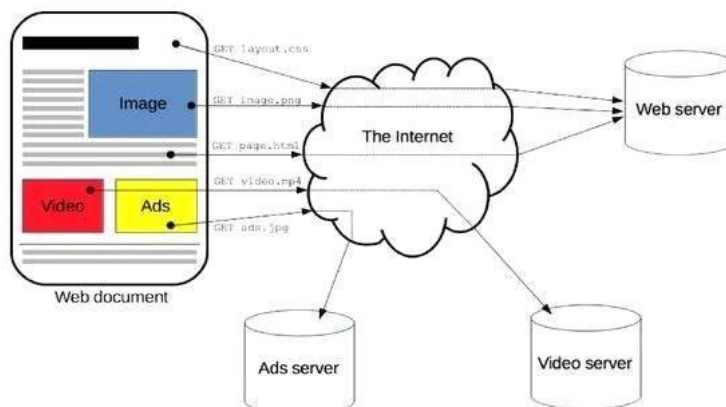 GET layout.css
Image
GET image.png
The Internet
Web server
GET page.html
Video
Ads
GET video.mp4
GET ads.jpg
Web document
Ads server
Video server